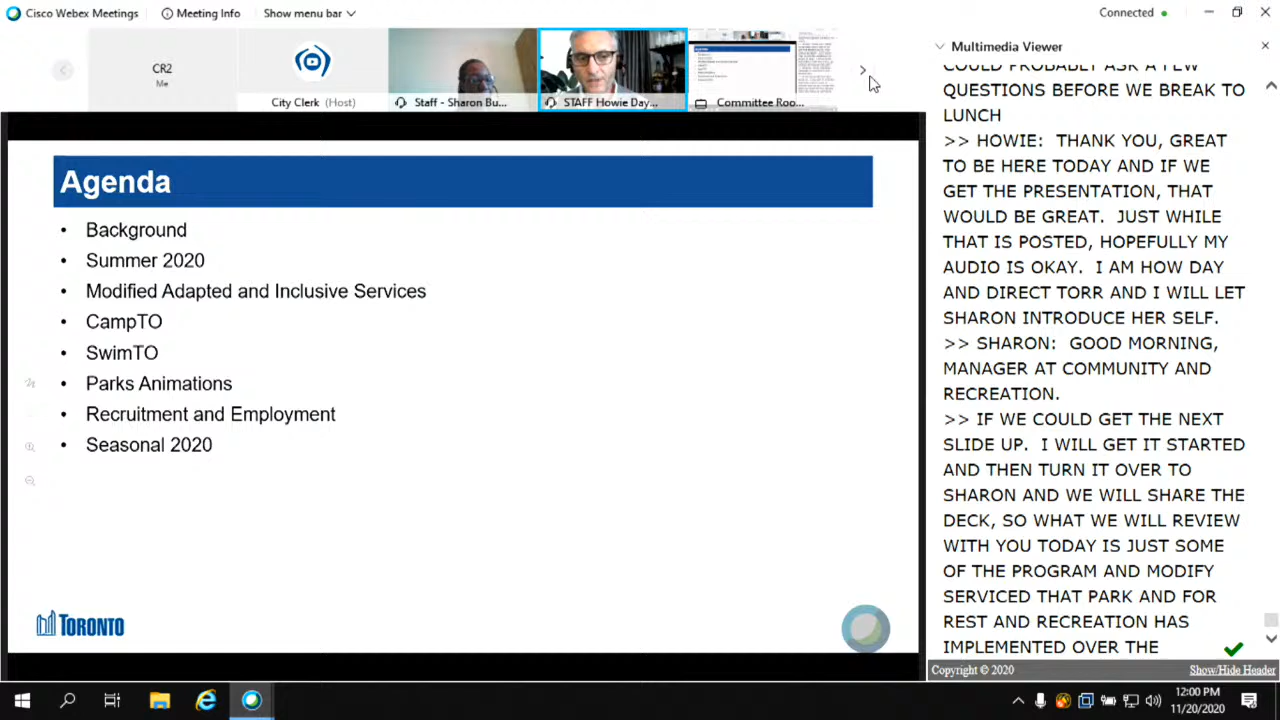 Cisco Webex Meetings
Meeting Info
Show menu bar
Connected
CR2
Me
City Clerk (Host)
Staff - Sharon Bu...
STAFF Howie Day...
Committee Roo...
Agenda
• Background
• Summer 2020
• Modified Adapted and Inclusive Services
• CampTO
• SwimTO
• Parks Animations
• Recruitment and Employment
• Seasonal 2020
TORONTO
Multimedia Viewer
COULD PROBABLY ASK A FEW
QUESTIONS BEFORE WE BREAK TO
LUNCH
>> HOWIE: THANK YOU, GREAT
TO BE HERE TODAY AND IF WE
GET THE PRESENTATION, THAT
WOULD BE GREAT. JUST WHILE
THAT IS POSTED, HOPEFULLY MY
AUDIO IS OKAY. I AM HOW DAY
AND DIRECT TORR AND I WILL LET
SHARON INTRODUCE HER SELF.
>> SHARON: GOOD MORNING,
MANAGER AT COMMUNITY AND
RECREATION.
>> IF WE COULD GET THE NEXT
SLIDE UP. I WILL GET IT STARTED
AND THEN TURN IT OVER TO
SHARON AND WE WILL SHARE THE
DECK, SO WHAT WE WILL REVIEW
WITH YOU TODAY IS JUST SOME
OF THE PROGRAM AND MODIFY
SERVICED THAT PARK AND FOR
REST AND RECREATION HAS
IMPLEMENTED OVER THE
Copyright © 2020
Show/Hide Header
12:00 PM
11/20/2020